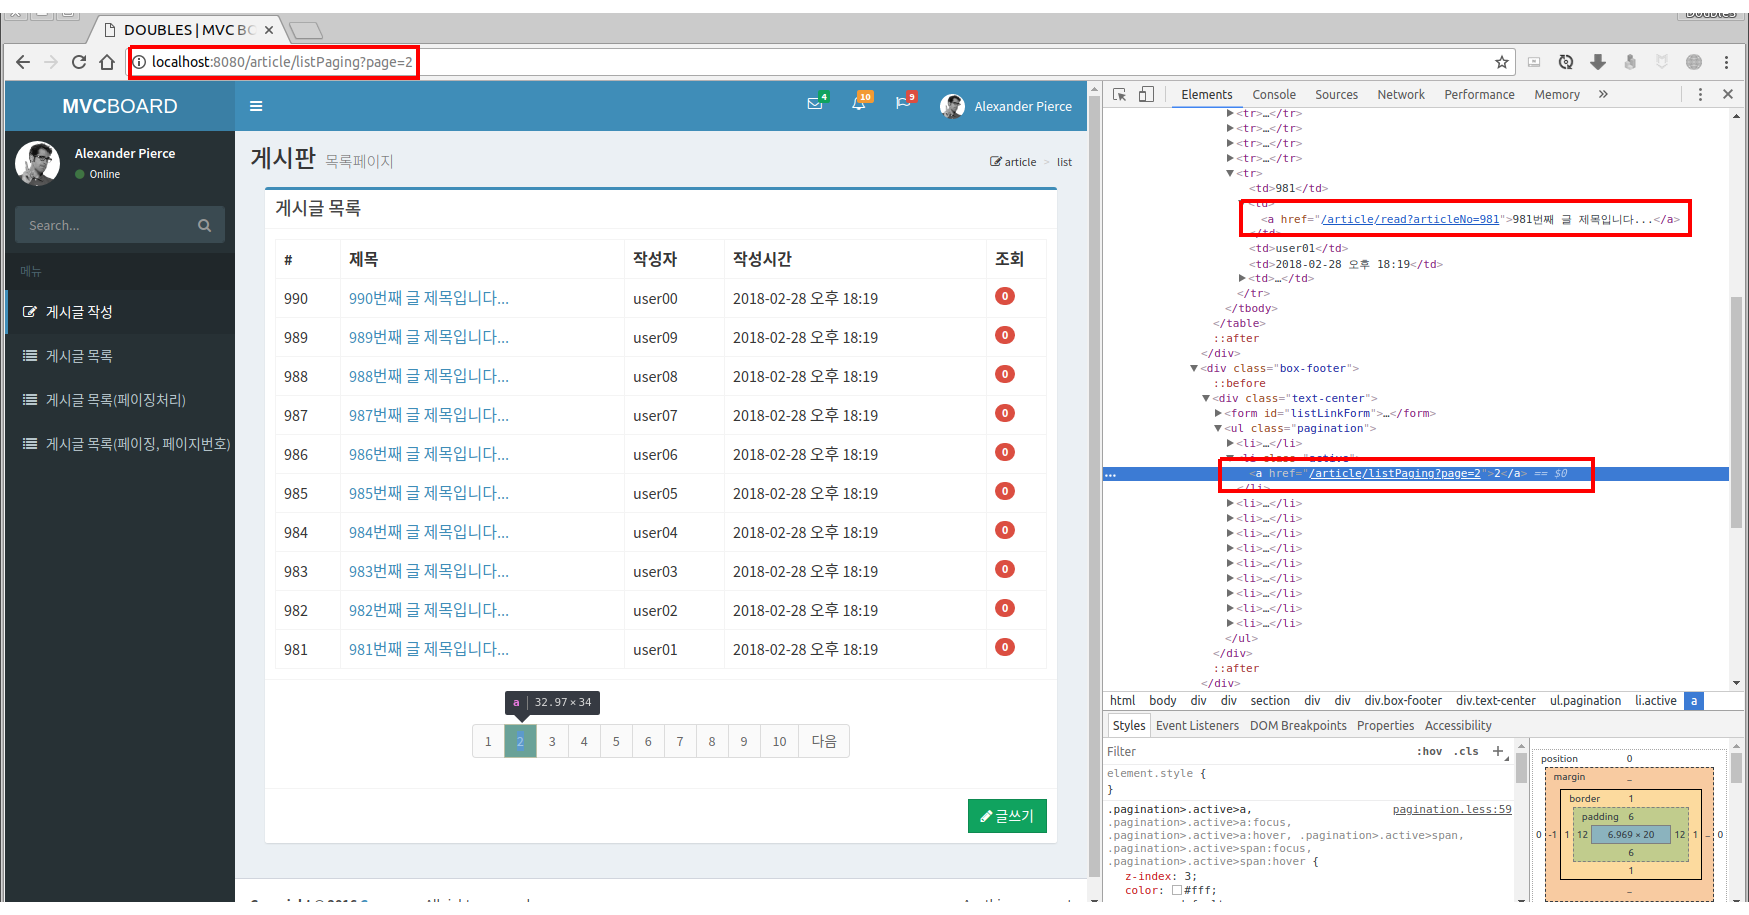 DOUBLES | MVC BO
localhost:8080/article/listPaging?page=2
MVCBOARD
4
10
9
Alexander Pierce
Alexander Pierce
Online
Search...
메뉴
게시글 작성
게시글 목록
게시글 목록(페이징처리)
게시글 목록(페이징, 페이지번호)
게시판 목록페이지
article > list
게시글 목록
# 제목 작성자 작성시간 조회
990 990번째 글 제목입니다... user00 2018-02-28 오후 18:19 0
989 989번째 글 제목입니다... user09 2018-02-28 오후 18:19 0
988 988번째 글 제목입니다... user08 2018-02-28 오후 18:19 0
987 987번째 글 제목입니다... user07 2018-02-28 오후 18:19 0
986 986번째 글 제목입니다... user06 2018-02-28 오후 18:19 0
985 985번째 글 제목입니다... user05 2018-02-28 오후 18:19 0
984 984번째 글 제목입니다... user04 2018-02-28 오후 18:19 0
983 983번째 글 제목입니다... user03 2018-02-28 오후 18:19 0
982 982번째 글 제목입니다... user02 2018-02-28 오후 18:19 0
981 981번째 글 제목입니다... user01 2018-02-28 오후 18:19 0
a | 32.97 × 34
1 2 3 4 5 6 7 8 9 10 다음
글쓰기
Elements Console Sources Network Performance Memory »
<tr>…</tr>
<tr>…</tr>
<tr>…</tr>
<tr>…</tr>
<tr>
<td>981</td>
<td>
<a href="/article/read?articleNo=981">981번째 글 제목입니다...</a>
</td>
<td>user01</td>
<td>2018-02-28 오후 18:19</td>
<td>…</td>
</tr>
</tbody>
</table>
::after
</div>
<div class="box-footer">
::before
<div class="text-center">
<form id="listLinkForm">…</form>
<ul class="pagination">
<li>…</li>
<li class="active">
<a href="/article/listPaging?page=2">2</a> == $0
</li>
<li>…</li>
<li>…</li>
<li>…</li>
<li>…</li>
<li>…</li>
<li>…</li>
<li>…</li>
<li>…</li>
<li>…</li>
</ul>
</div>
::after
</div>
html body div div section div div div.box-footer div.text-center ul.pagination li.active a
Styles Event Listeners DOM Breakpoints Properties Accessibility
Filter :hov .cls +
element.style {
}
.pagination>.active>a, pagination.less:59
.pagination>.active>a:focus,
.pagination>.active>a:hover, .pagination>.active>span,
.pagination>.active>span:focus,
.pagination>.active>span:hover {
z-index: 3;
color: #fff;
position 0
margin –
border 1
padding 6
0 -1 1 12 6.969 × 20 12 1 – 0
6
1
–